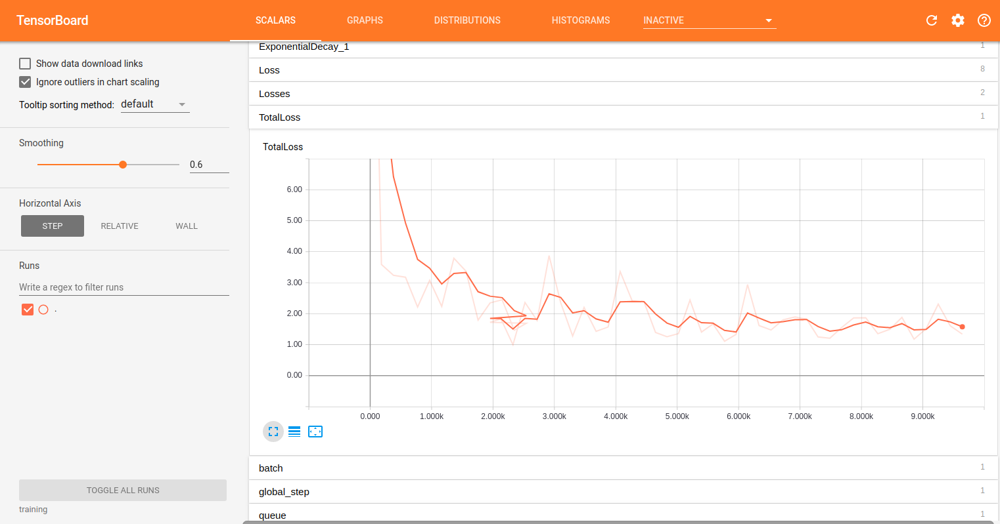 TensorBoard SCALARS GRAPHS DISTRIBUTIONS HISTOGRAMS INACTIVE
Show data download links
Ignore outliers in chart scaling
Tooltip sorting method: default
Smoothing
0.6
Horizontal Axis
STEP RELATIVE WALL
Runs
Write a regex to filter runs
.
TOGGLE ALL RUNS
training
ExponentialDecay_1 1
Loss 8
Losses 2
TotalLoss 1
TotalLoss
6.00
5.00
4.00
3.00
2.00
1.00
0.00
0.000 1.000k 2.000k 3.000k 4.000k 5.000k 6.000k 7.000k 8.000k 9.000k
batch 1
global_step 1
queue 1